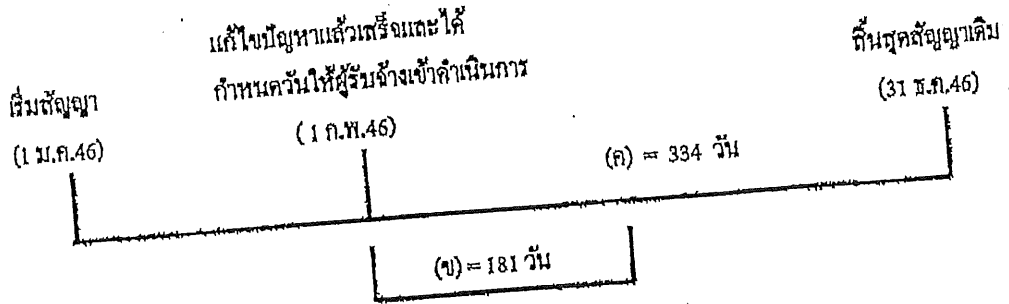 แก้ไขปัญหาแล้วเสร็จและได้
กำหนดวันให้ผู้รับจ้างเข้าดำเนินการ
(1 ก.พ.46)
เริ่มสัญญา
(1 ม.ค.46)
สิ้นสุดสัญญาเดิม
(31 ธ.ค.46)
(ค) = 334 วัน
(ข) = 181 วัน